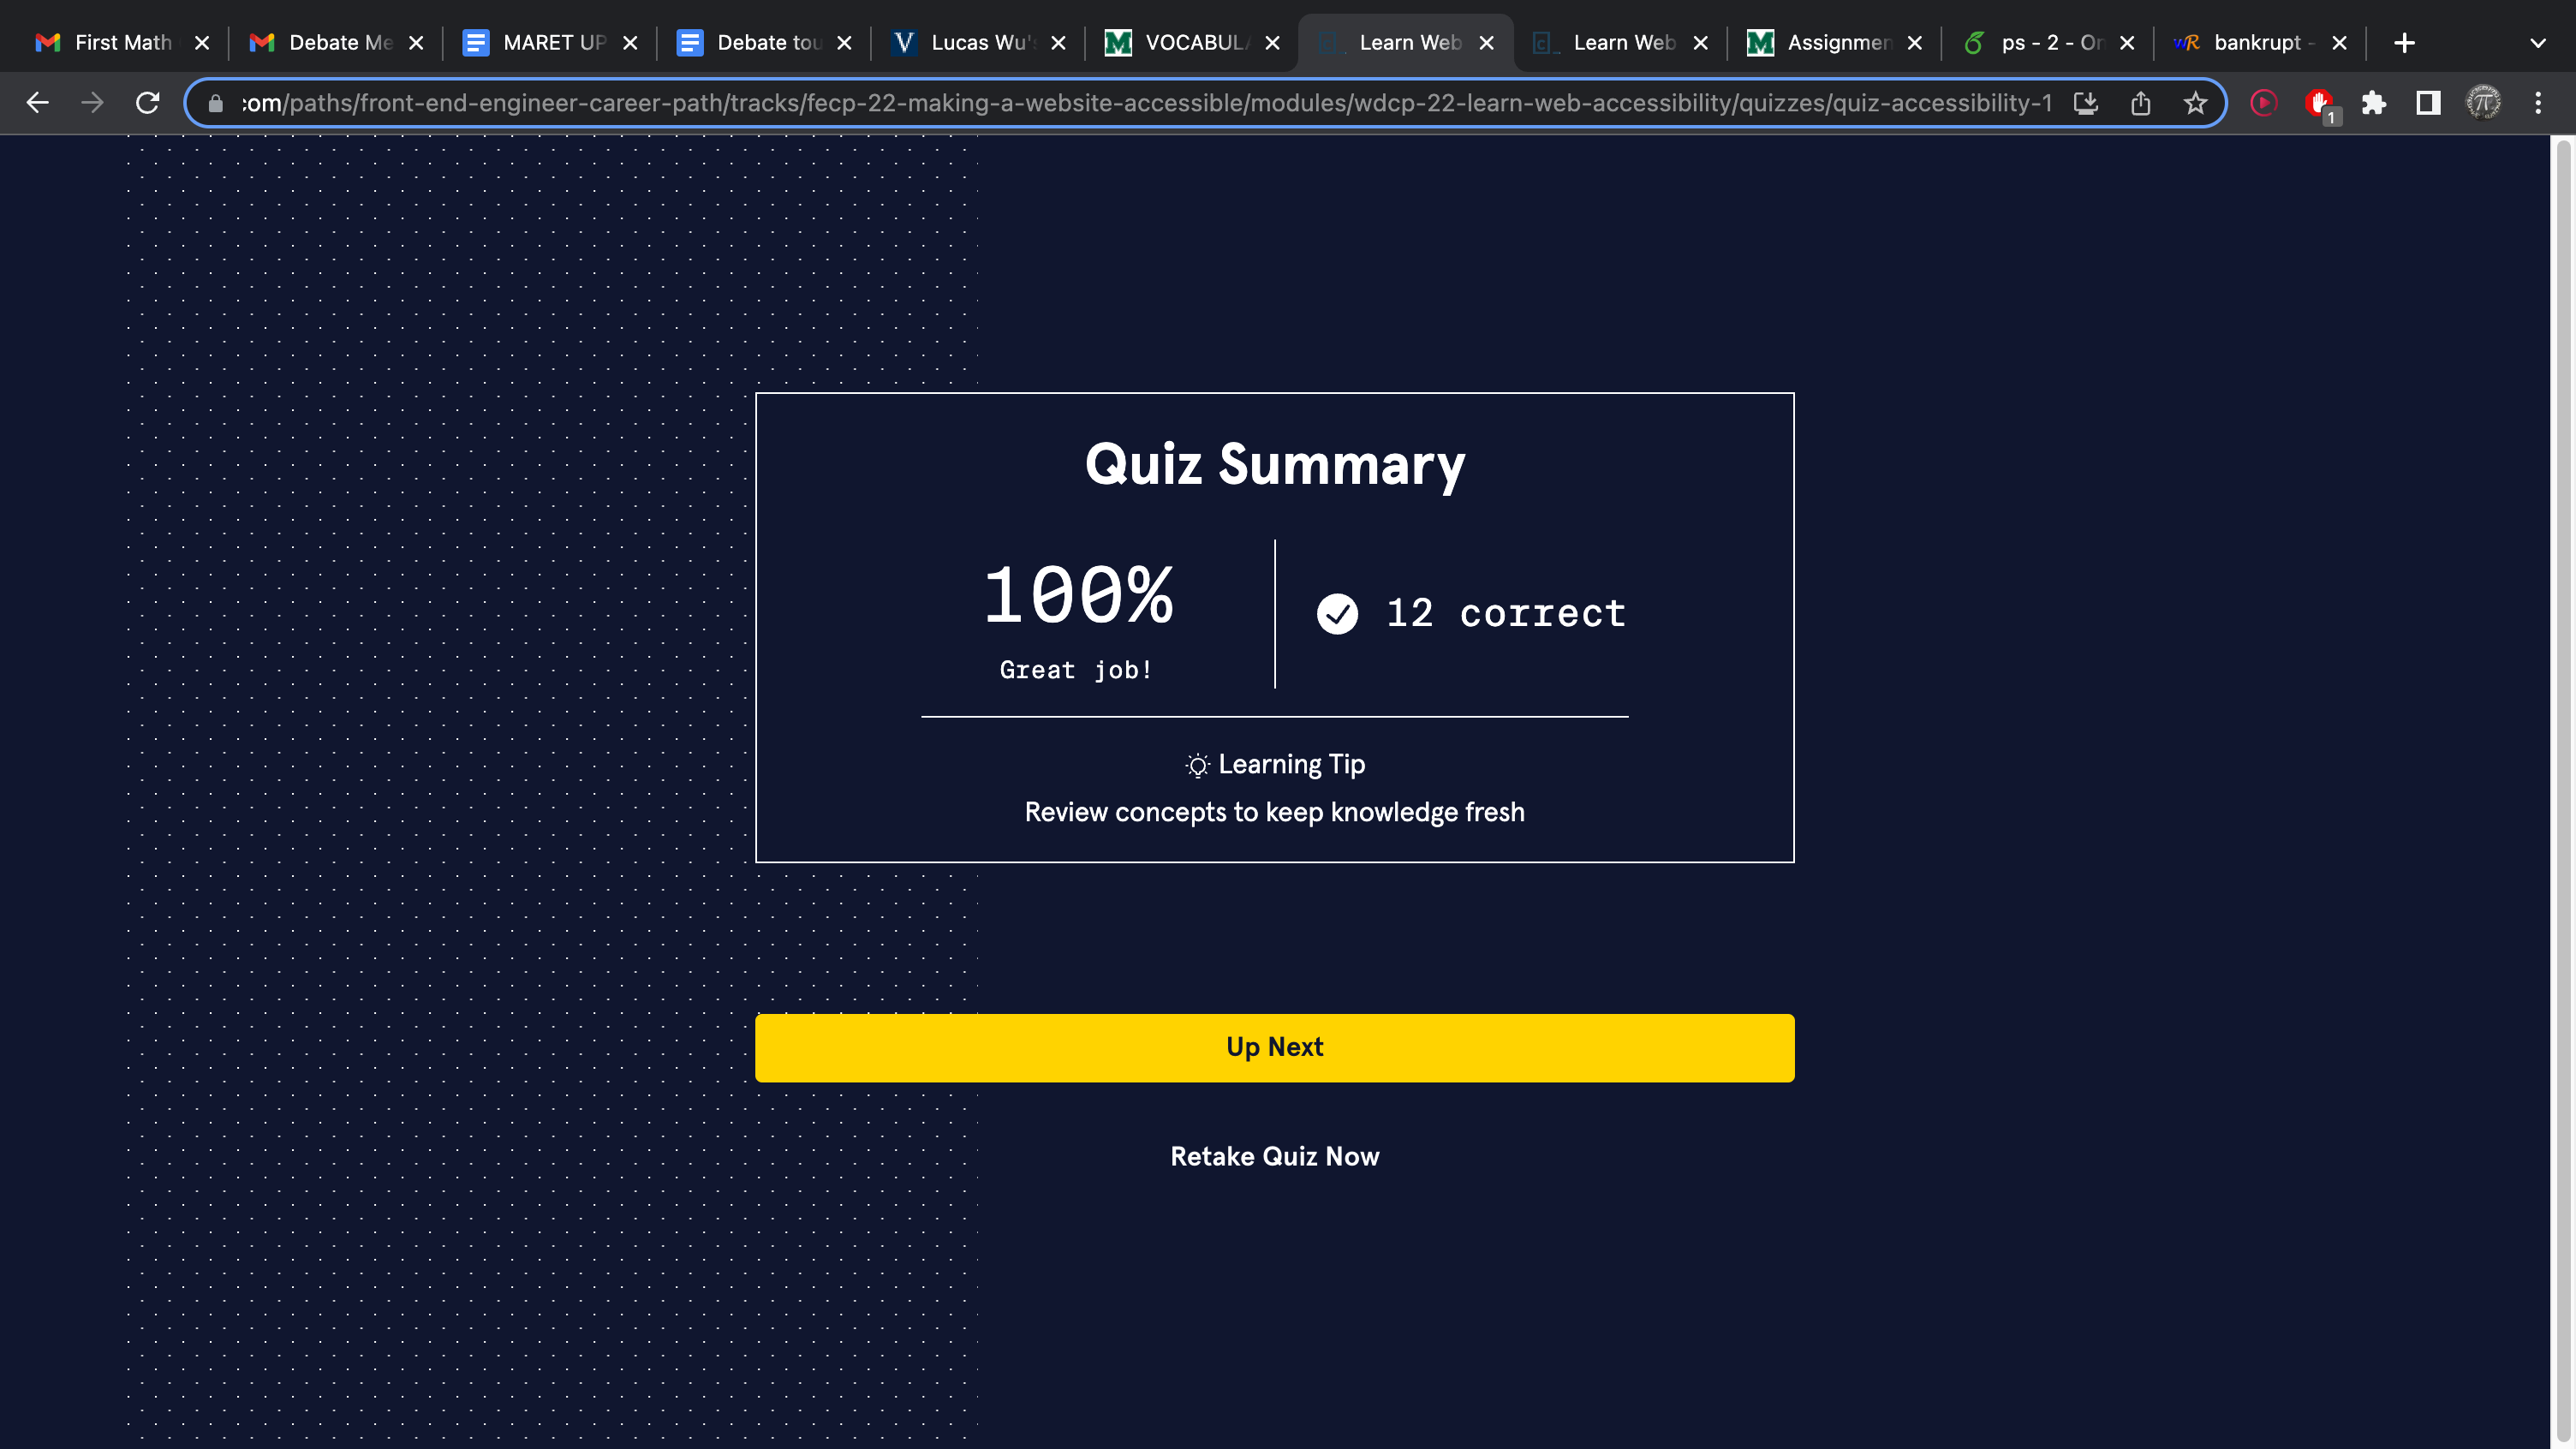 First Math
Debate Me
MARET UP
Debate tou
Lucas Wu's
VOCABULA
Learn Web
Learn Web
Assignmen
ps - 2 - On
bankrupt -
:om/paths/front-end-engineer-career-path/tracks/fecp-22-making-a-website-accessible/modules/wdcp-22-learn-web-accessibility/quizzes/quiz-accessibility-1
1
Quiz Summary
100%
Great job!
12 correct
Learning Tip
Review concepts to keep knowledge fresh
Up Next
Retake Quiz Now